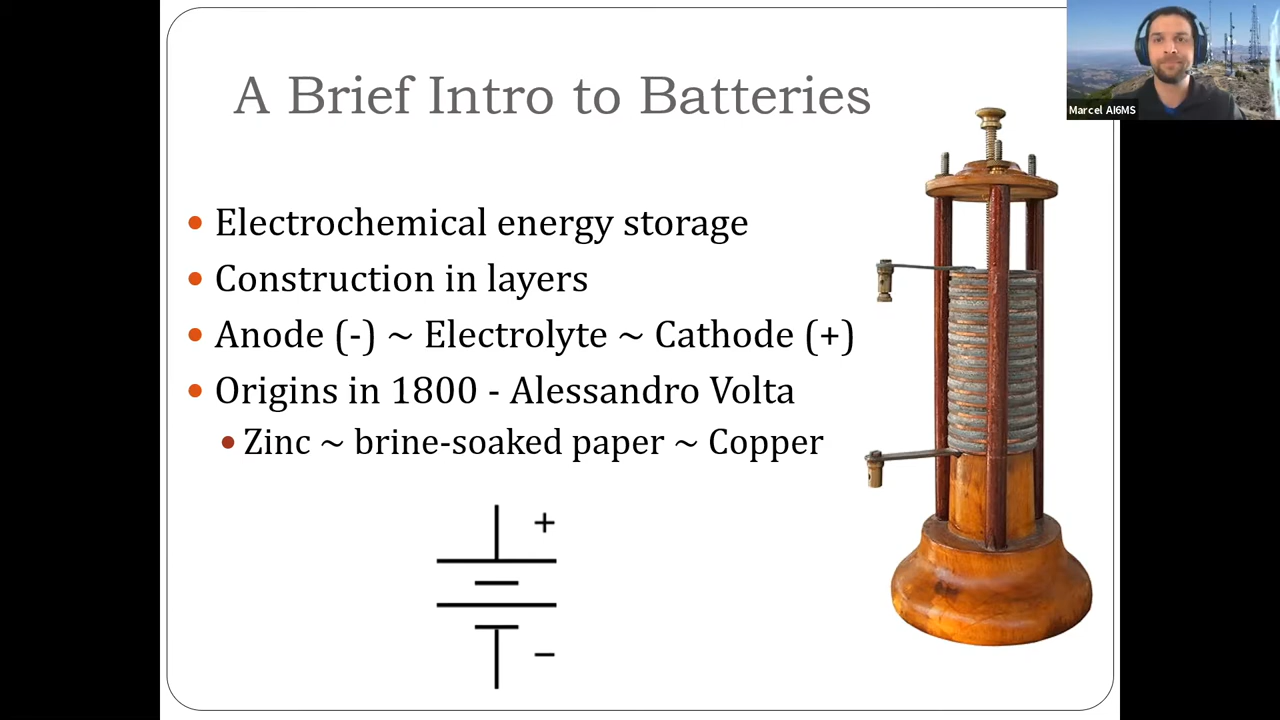 A Brief Intro to Batteries
Marcel AI6MS
Electrochemical energy storage
Construction in layers
Anode (-) ~ Electrolyte ~ Cathode (+)
Origins in 1800 - Alessandro Volta
Zinc ~ brine-soaked paper ~ Copper
+
−